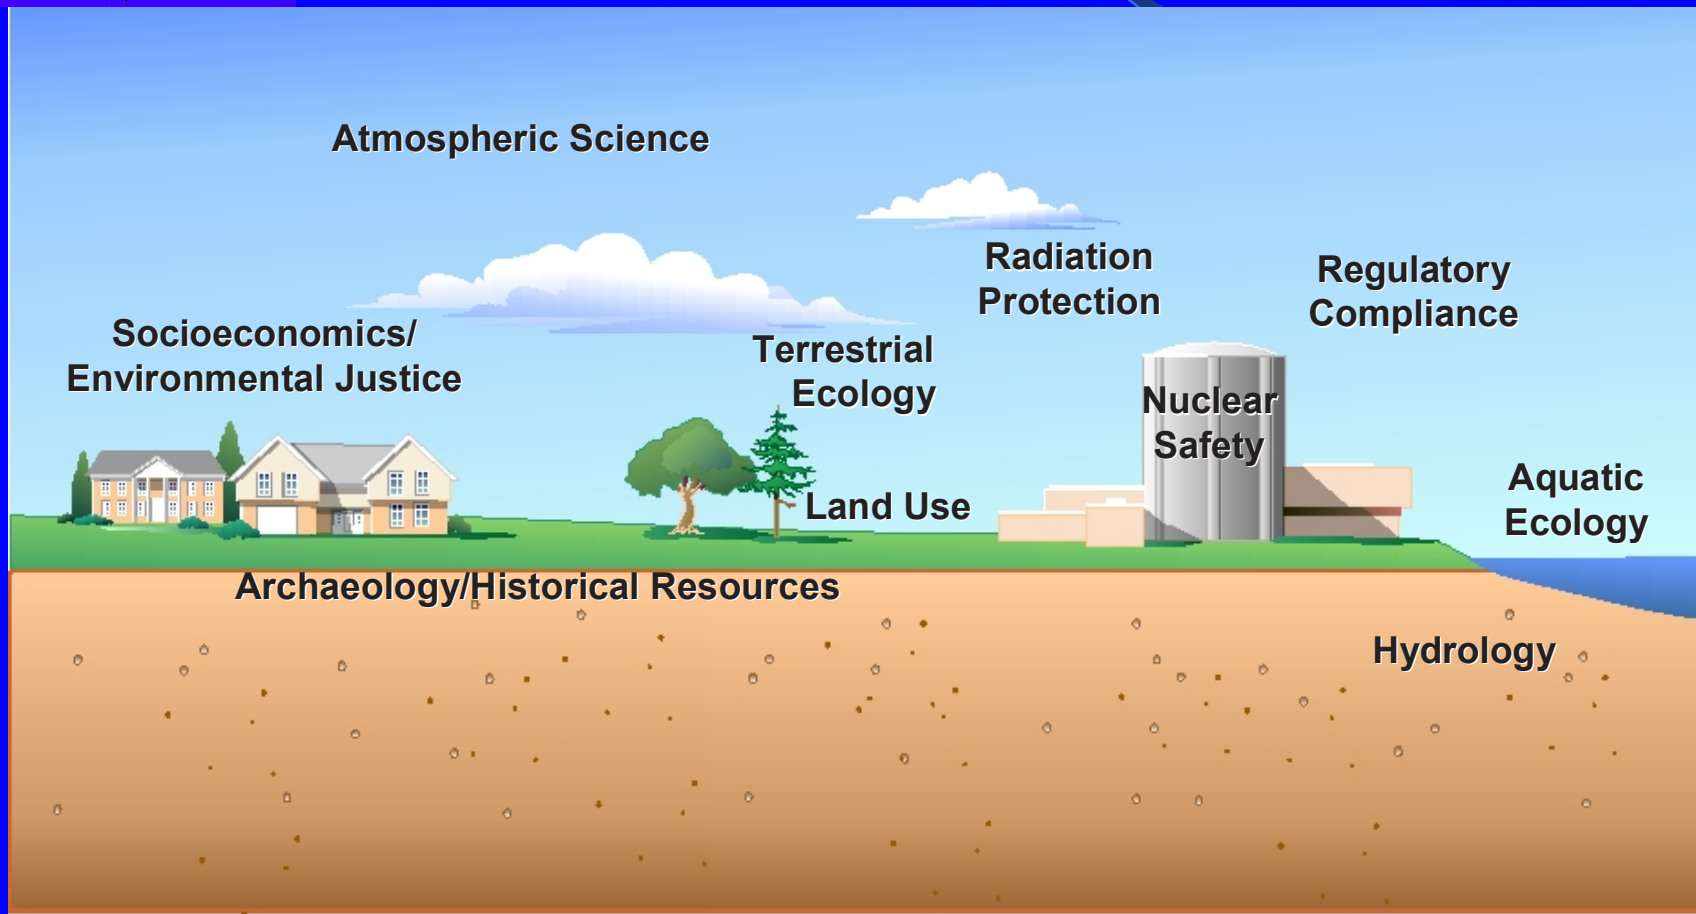 Atmospheric Science
Radiation
Protection
Regulatory
Compliance
Socioeconomics/
Environmental Justice
Terrestrial
Ecology
Nuclear
Safety
Land Use
Aquatic
Ecology
Archaeology/Historical Resources
Hydrology